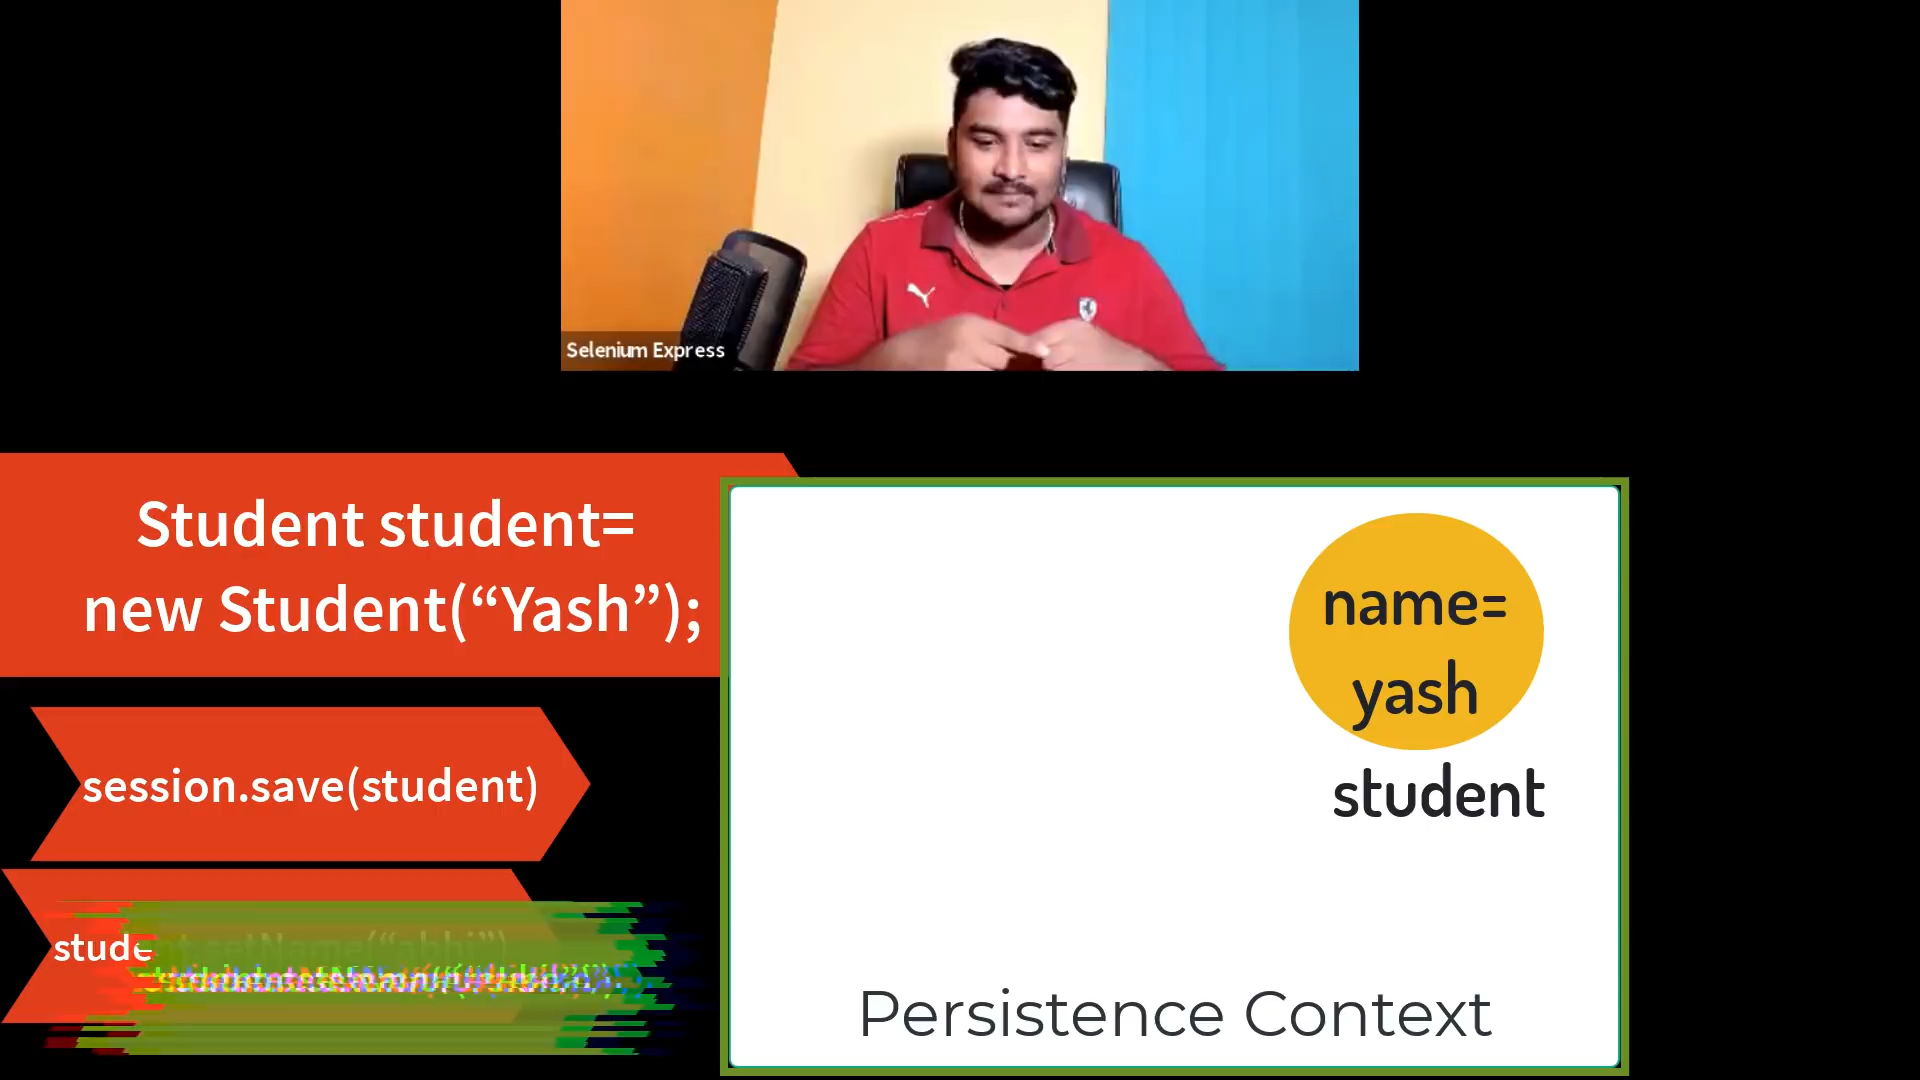 Selenium Express
Student student=
new Student(“Yash”);
session.save(student)
name=
yash
student
Persistence Context